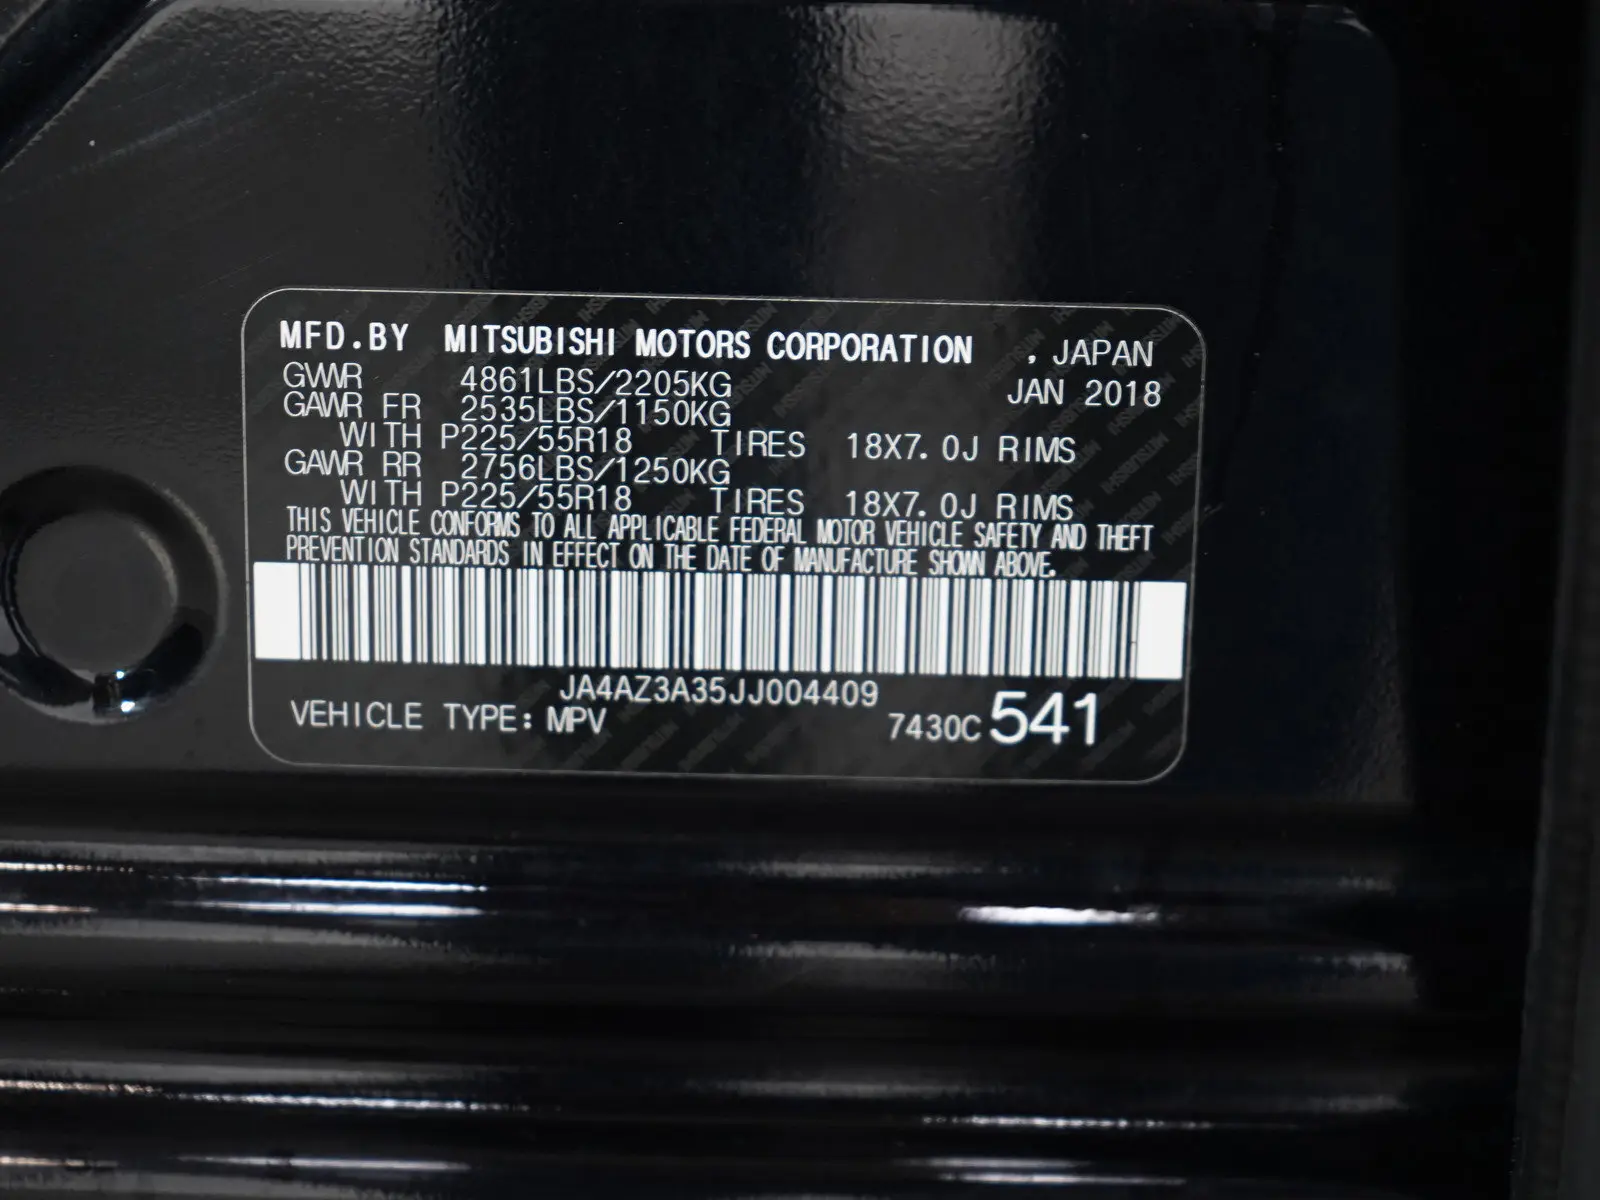 MFD.BY MITSUBISHI MOTORS CORPORATION , JAPAN
GVWR 4861LBS/2205KG JAN 2018
GAWR FR 2535LBS/1150KG
WITH P225/55R18 TIRES 18X7.0J RIMS
GAWR RR 2756LBS/1250KG
WITH P225/55R18 TIRES 18X7.0J RIMS
THIS VEHICLE CONFORMS TO ALL APPLICABLE FEDERAL MOTOR VEHICLE SAFETY AND THEFT
PREVENTION STANDARDS IN EFFECT ON THE DATE OF MANUFACTURE SHOWN ABOVE.
JA4AZ3A35JJ004409
VEHICLE TYPE: MPV 7430C 541